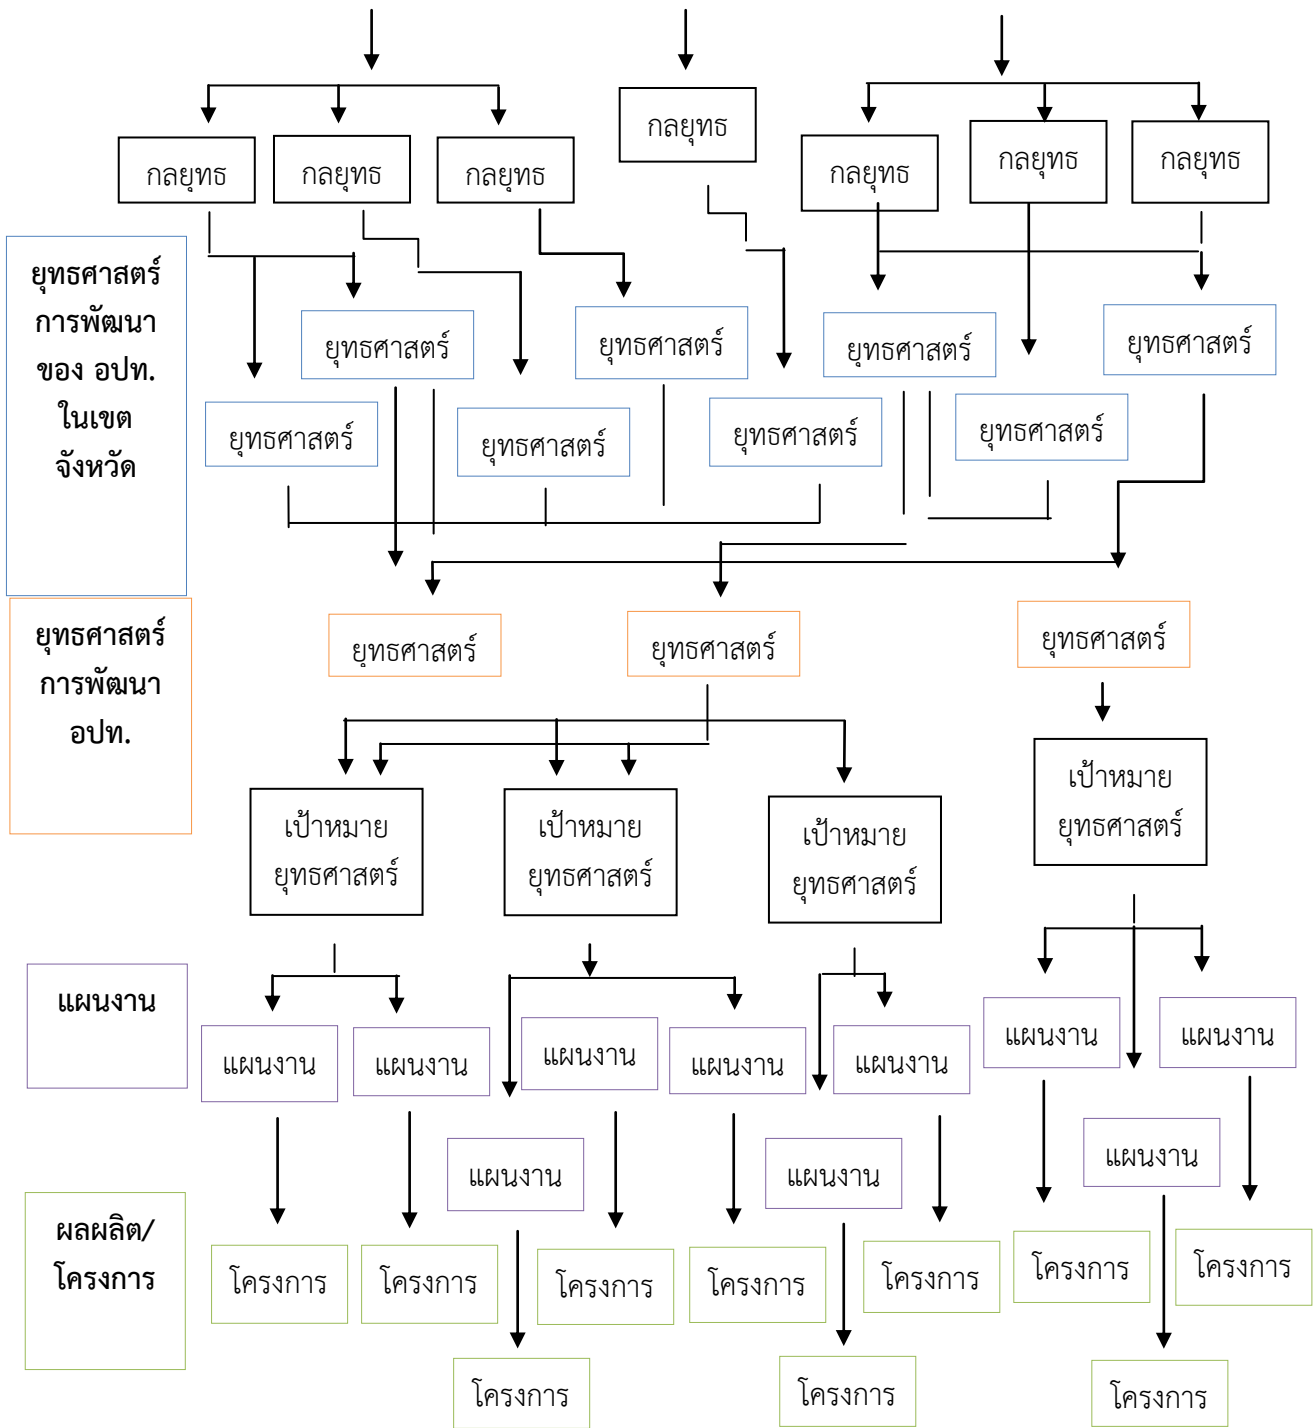 กลยุทธ
กลยุทธ
กลยุทธ
กลยุทธ
กลยุทธ
กลยุทธ
กลยุทธ
ยุทธศาสตร์
การพัฒนา
ของ อปท.
ในเขต
จังหวัด
ยุทธศาสตร์
ยุทธศาสตร์
ยุทธศาสตร์
ยุทธศาสตร์
ยุทธศาสตร์
ยุทธศาสตร์
ยุทธศาสตร์
ยุทธศาสตร์
ยุทธศาสตร์
การพัฒนา
อปท.
ยุทธศาสตร์
ยุทธศาสตร์
ยุทธศาสตร์
เป้าหมาย
ยุทธศาสตร์
เป้าหมาย
ยุทธศาสตร์
เป้าหมาย
ยุทธศาสตร์
เป้าหมาย
ยุทธศาสตร์
แผนงาน
แผนงาน
แผนงาน
แผนงาน
แผนงาน
แผนงาน
แผนงาน
แผนงาน
แผนงาน
แผนงาน
แผนงาน
ผลผลิต/
โครงการ
โครงการ
โครงการ
โครงการ
โครงการ
โครงการ
โครงการ
โครงการ
โครงการ
โครงการ
โครงการ